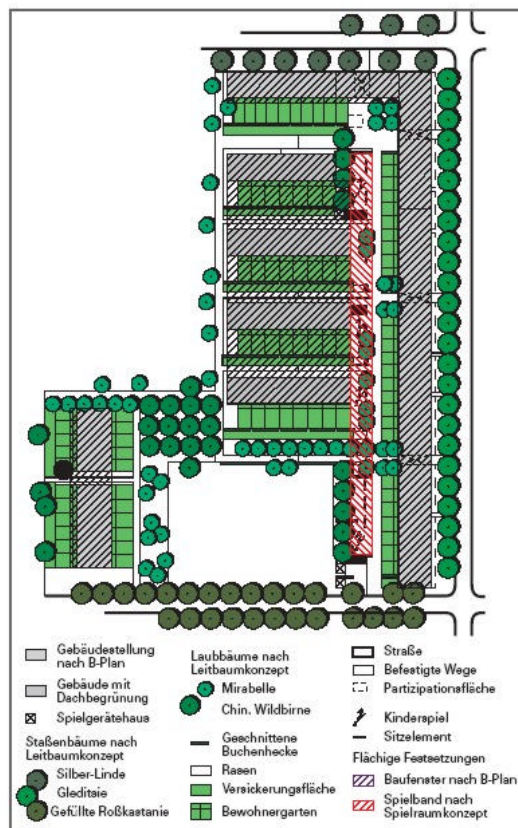 Gebäudestellung
nach B-Plan
Gebäude mit
Dachbegrünung
Spielgerätehaus
Staßenbäume nach
Leitbaumkonzept
Silber-Linde
Gleditsie
Gefüllte Roßkastanie
Laubbäume nach
Leitbaumkonzept
Mirabelle
Chin. Wildbirne
Geschnittene
Buchenhecke
Rasen
Versickerungsfläche
Bewohnergarten
Straße
Befestigte Wege
Partizipationsfläche
Kinderspiel
Sitzelement
Flächige Festsetzungen
Baufenster nach B-Plan
Spielband nach
Spielraumkonzept